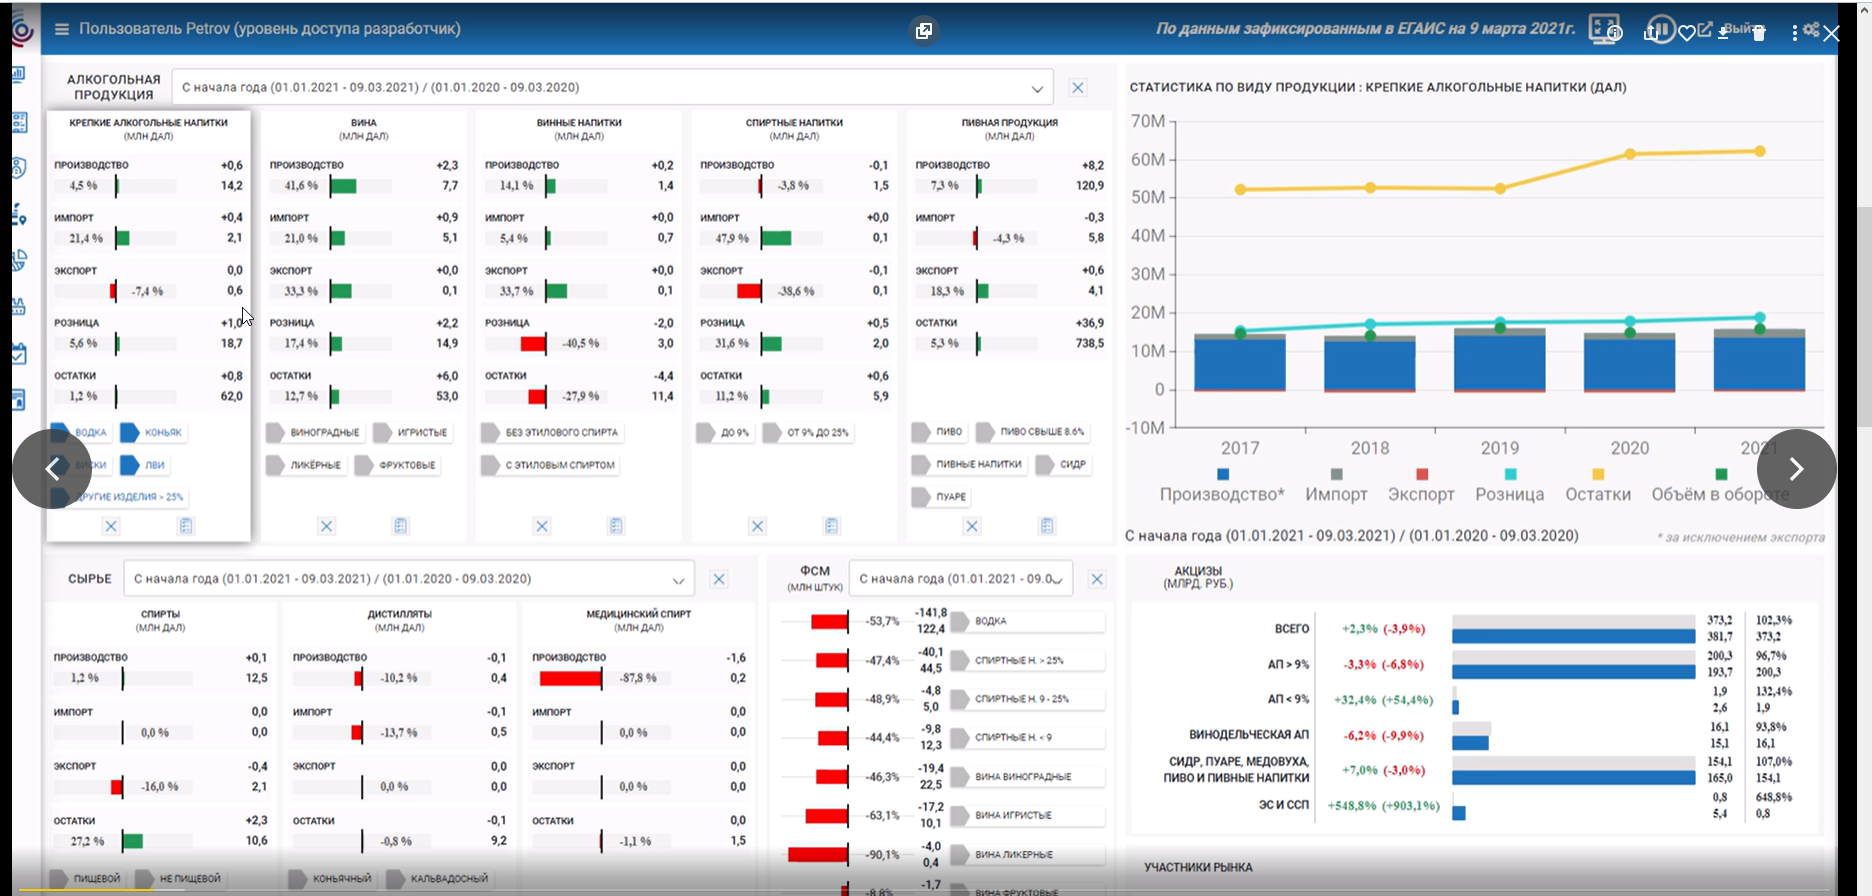 Пользователь Petrov (уровень доступа разработчик)
По данным зафиксированным в ЕГАИС на 9 марта 2021г.
АЛКОГОЛЬНАЯ ПРОДУКЦИЯ
С начала года (01.01.2021 - 09.03.2021) / (01.01.2020 - 09.03.2020)
КРЕПКИЕ АЛКОГОЛЬНЫЕ НАПИТКИ
(МЛН ДАЛ)
ПРОИЗВОДСТВО +0,6
4,5 % 14,2
ИМПОРТ +0,4
21,4 % 2,1
ЭКСПОРТ 0,0
-7,4 % 0,6
РОЗНИЦА +1,0
5,6 % 18,7
ОСТАТКИ +0,8
1,2 % 62,0
ВОДКА КОНЬЯК
ВИСКИ ЛВИ
ДРУГИЕ ИЗДЕЛИЯ > 25%
ВИНА
(МЛН ДАЛ)
ПРОИЗВОДСТВО +2,3
41,6 % 7,7
ИМПОРТ +0,9
21,0 % 5,1
ЭКСПОРТ +0,0
33,3 % 0,1
РОЗНИЦА +2,2
17,4 % 14,9
ОСТАТКИ +6,0
12,7 % 53,0
ВИНОГРАДНЫЕ ИГРИСТЫЕ
ЛИКЁРНЫЕ ФРУКТОВЫЕ
ВИННЫЕ НАПИТКИ
(МЛН ДАЛ)
ПРОИЗВОДСТВО +0,2
14,1 % 1,4
ИМПОРТ +0,0
5,4 % 0,7
ЭКСПОРТ +0,0
33,7 % 0,1
РОЗНИЦА -2,0
-40,5 % 3,0
ОСТАТКИ -4,4
-27,9 % 11,4
БЕЗ ЭТИЛОВОГО СПИРТА
С ЭТИЛОВЫМ СПИРТОМ
СПИРТНЫЕ НАПИТКИ
(МЛН ДАЛ)
ПРОИЗВОДСТВО -0,1
-3,8 % 1,5
ИМПОРТ +0,0
47,9 % 0,1
ЭКСПОРТ -0,1
-38,6 % 0,1
РОЗНИЦА +0,5
31,6 % 2,0
ОСТАТКИ +0,6
11,2 % 5,9
ДО 9% ОТ 9% ДО 25%
ПИВНАЯ ПРОДУКЦИЯ
(МЛН ДАЛ)
ПРОИЗВОДСТВО +8,2
7,3 % 120,9
ИМПОРТ -0,3
-4,3 % 5,8
ЭКСПОРТ +0,6
18,3 % 4,1
ОСТАТКИ +36,9
5,3 % 738,5
ПИВО ПИВО СВЫШЕ 8.6%
ПИВНЫЕ НАПИТКИ СИДР
ПУАРЕ
СТАТИСТИКА ПО ВИДУ ПРОДУКЦИИ : КРЕПКИЕ АЛКОГОЛЬНЫЕ НАПИТКИ (ДАЛ)
70M
60M
50M
40M
30M
20M
10M
0
-10M
2017 2018 2019 2020 2021
Производство* Импорт Экспорт Розница Остатки Объём в обороте
С начала года (01.01.2021 - 09.03.2021) / (01.01.2020 - 09.03.2020)
* за исключением экспорта
СЫРЬЕ
С начала года (01.01.2021 - 09.03.2021) / (01.01.2020 - 09.03.2020)
СПИРТЫ
(МЛН ДАЛ)
ПРОИЗВОДСТВО +0,1
1,2 % 12,5
ИМПОРТ 0,0
0,0 % 0,0
ЭКСПОРТ -0,4
-16,0 % 2,1
ОСТАТКИ +2,3
27,2 % 10,6
ПИЩЕВОЙ НЕ ПИЩЕВОЙ
ДИСТИЛЛЯТЫ
(МЛН ДАЛ)
ПРОИЗВОДСТВО -0,1
-10,2 % 0,4
ИМПОРТ -0,1
-13,7 % 0,5
ЭКСПОРТ 0,0
0,0 % 0,0
ОСТАТКИ -0,1
-0,8 % 9,2
КОНЬЯЧНЫЙ КАЛЬВАДОСНЫЙ
МЕДИЦИНСКИЙ СПИРТ
(МЛН ДАЛ)
ПРОИЗВОДСТВО -1,6
-87,8 % 0,2
ИМПОРТ 0,0
0,0 % 0,0
ЭКСПОРТ 0,0
0,0 % 0,0
ОСТАТКИ 0,0
-1,1 % 1,5
ФСМ
(МЛН ШТУК)
С начала года (01.01.2021 - 09.0
-53,7% -141,8 122,4 ВОДКА
-47,4% -40,1 44,5 СПИРТНЫЕ Н. > 25%
-48,9% -4,8 5,0 СПИРТНЫЕ Н. 9 - 25%
-44,4% -9,8 12,3 СПИРТНЫЕ Н. < 9
-46,3% -19,4 22,5 ВИНА ВИНОГРАДНЫЕ
-63,1% -17,2 10,1 ВИНА ИГРИСТЫЕ
-90,1% -4,0 0,4 ВИНА ЛИКЕРНЫЕ
-8,8% -1,7 ВИНА ФРУКТОВЫЕ
АКЦИЗЫ
(МЛРД. РУБ.)
ВСЕГО +2,3% (-3,9%) 373,2 102,3%
381,7 373,2
АП > 9% -3,3% (-6,8%) 200,3 96,7%
193,7 200,3
АП < 9% +32,4% (+54,4%) 1,9 132,4%
2,6 1,9
ВИНОДЕЛЬЧЕСКАЯ АП -6,2% (-9,9%) 16,1 93,8%
15,1 16,1
СИДР, ПУАРЕ, МЕДОВУХА, ПИВО И ПИВНЫЕ НАПИТКИ +7,0% (-3,0%) 154,1 107,0%
165,0 154,1
ЭС И ССП +548,8% (+903,1%) 0,8 648,8%
5,4 0,8
УЧАСТНИКИ РЫНКА